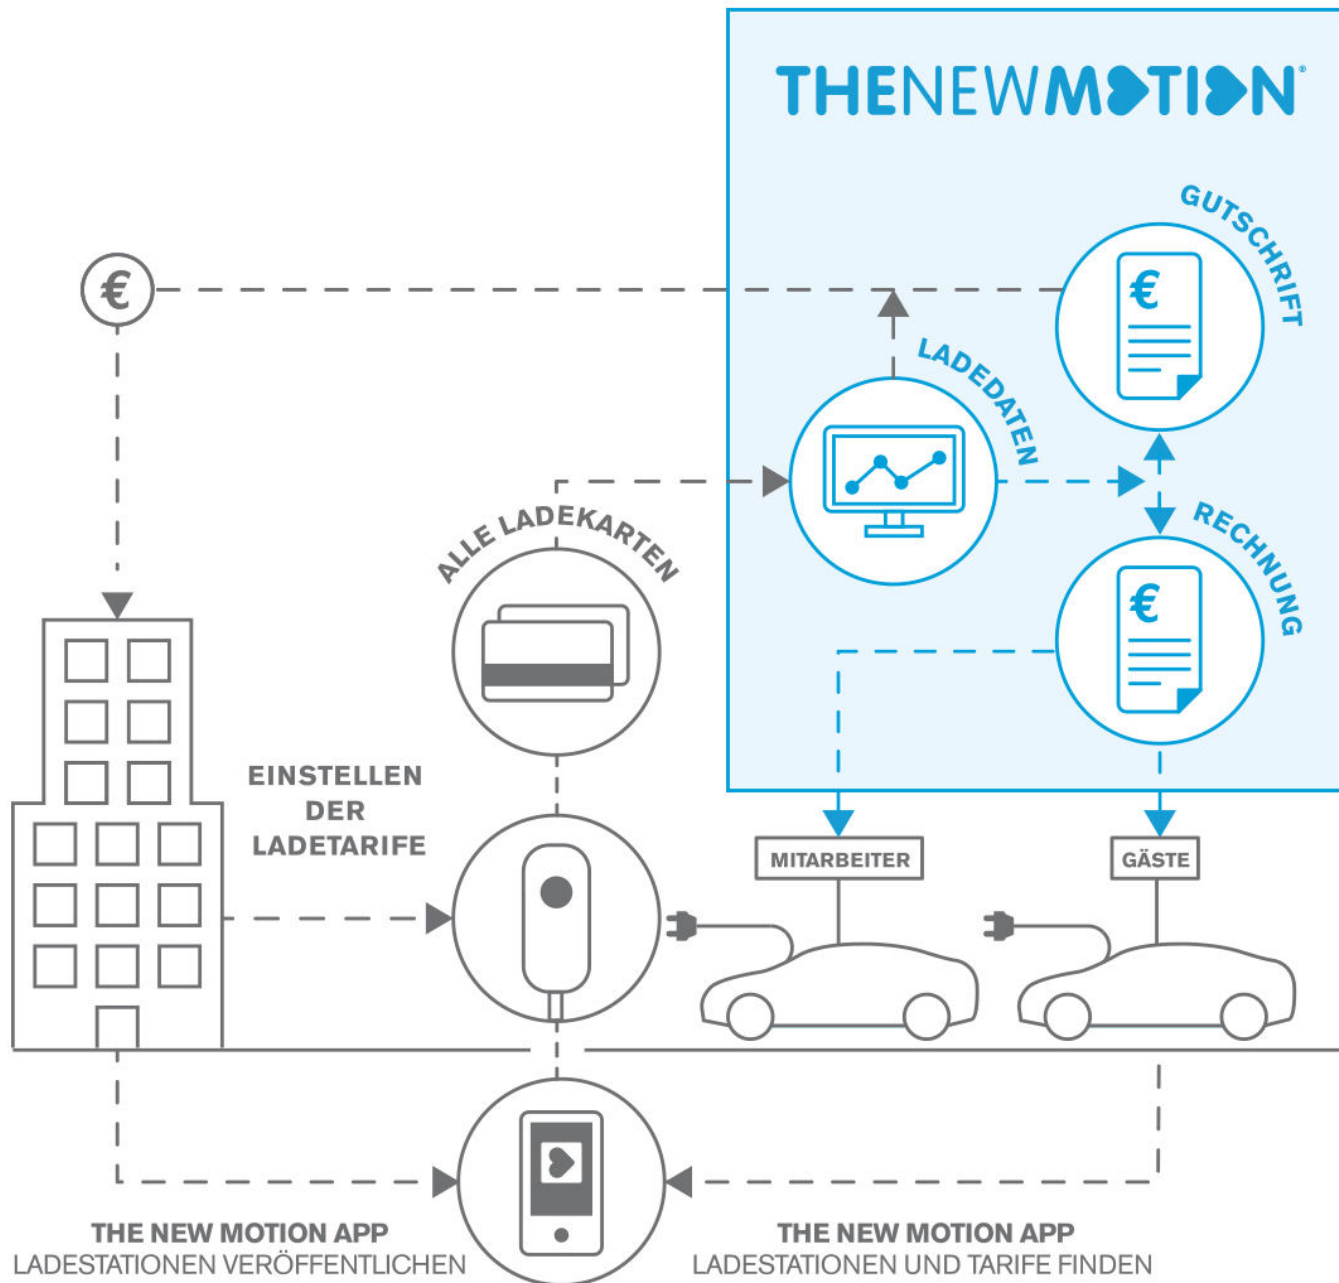 THENEWMOTION®
GUTSCHRIFT
€
€
LADEDATEN
ALLE LADEKARTEN
RECHNUNG
€
EINSTELLEN
DER
LADETARIFE
MITARBEITER
GÄSTE
THE NEW MOTION APP
LADESTATIONEN VERÖFFENTLICHEN
THE NEW MOTION APP
LADESTATIONEN UND TARIFE FINDEN